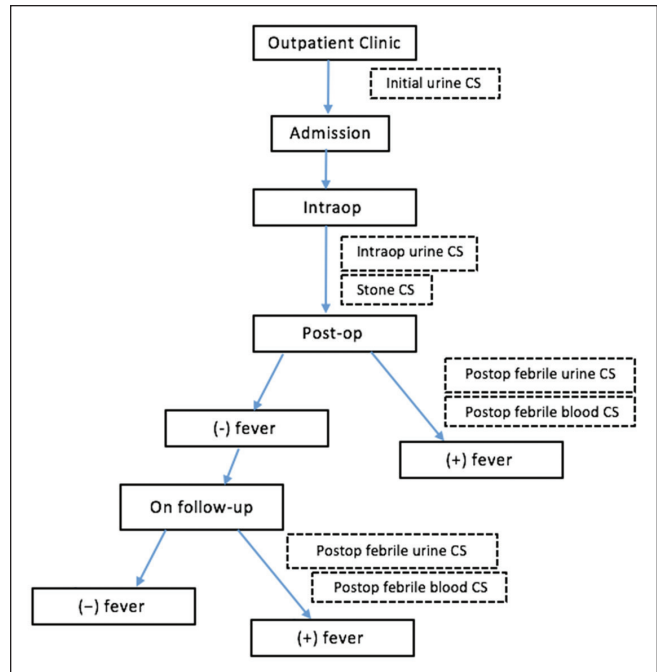 Outpatient Clinic
Initial urine CS
Admission
Intraop
Intraop urine CS
Stone CS
Post-op
Postop febrile urine CS
Postop febrile blood CS
(-) fever
(+) fever
On follow-up
Postop febrile urine CS
Postop febrile blood CS
(−) fever
(+) fever